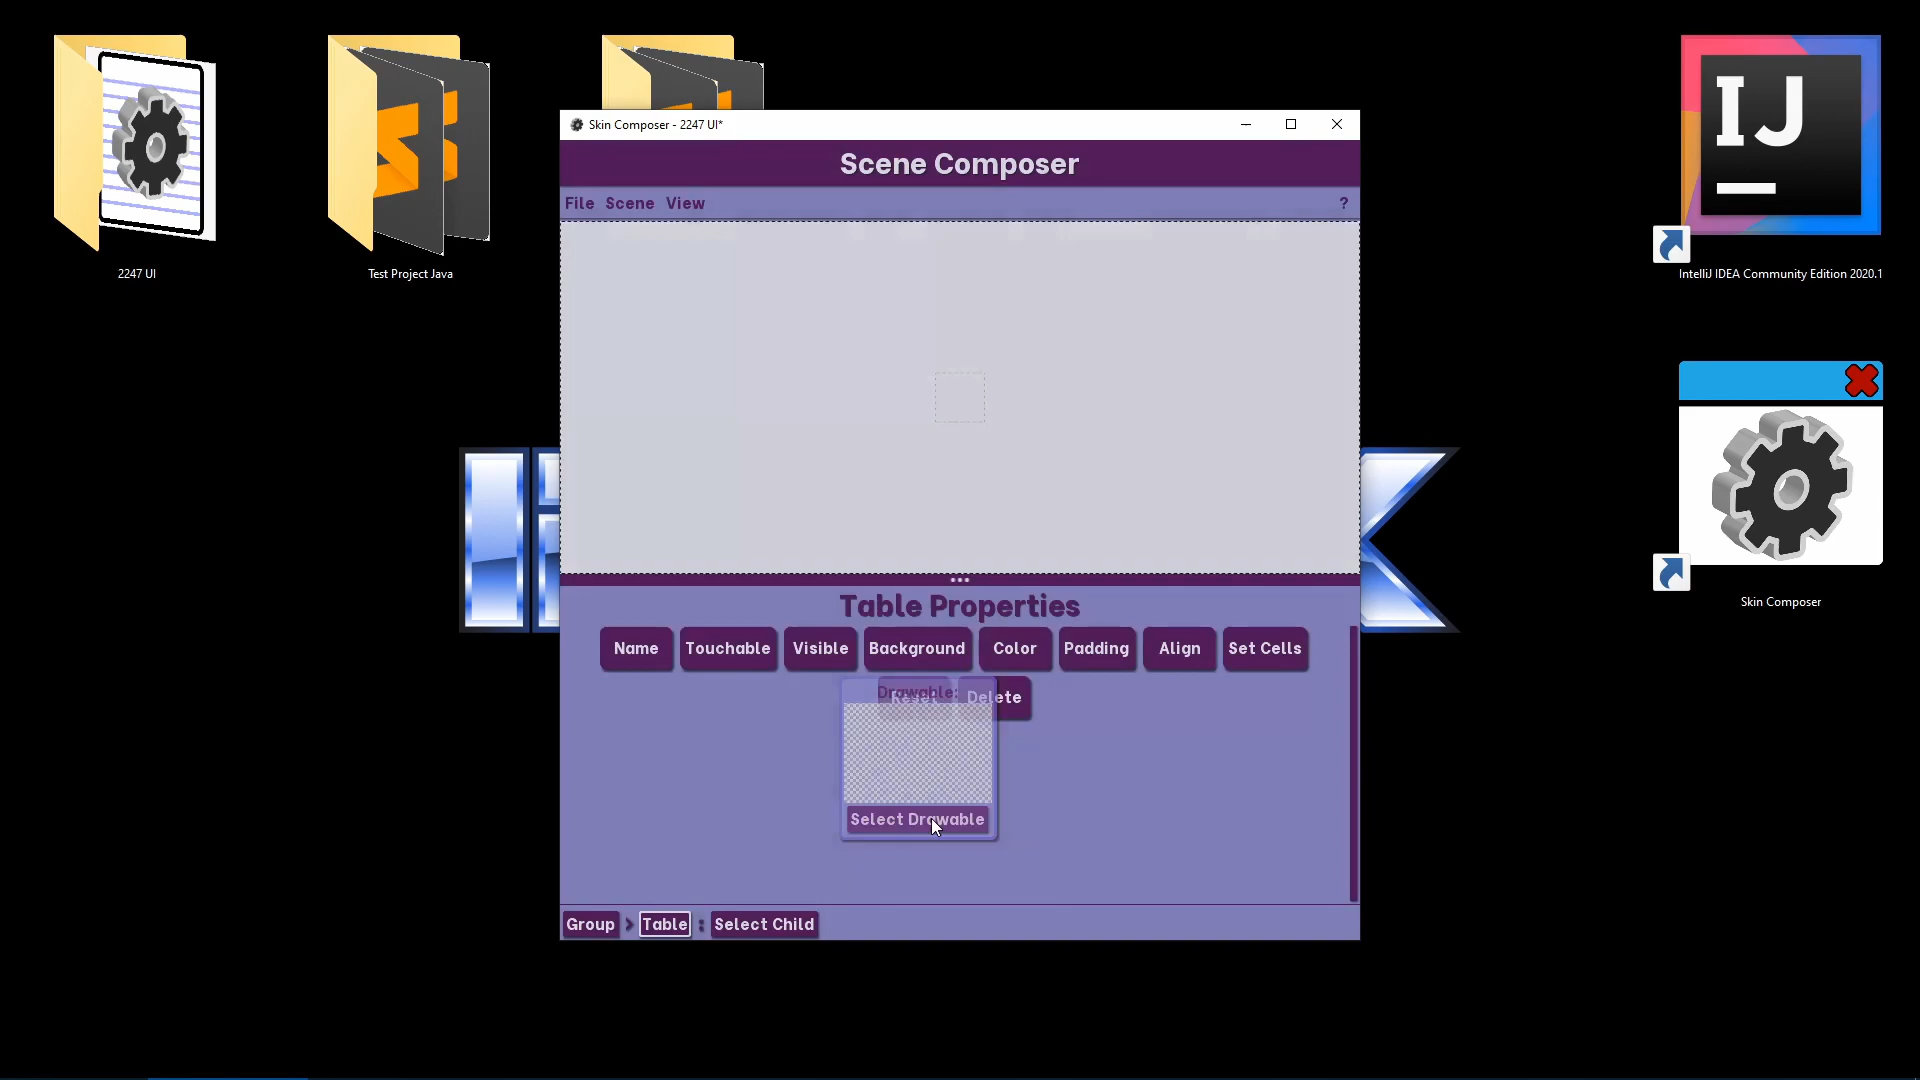 Skin Composer - 2247 UI*
Scene Composer
File Scene View ?
Table Properties
Name Touchable Visible Background Color Padding Align Set Cells
Reset Delete
Drawable:
Select Drawable
Group > Table : Select Child
2247 UI
Test Project Java
IJ
IntelliJ IDEA Community Edition 2020.1
Skin Composer